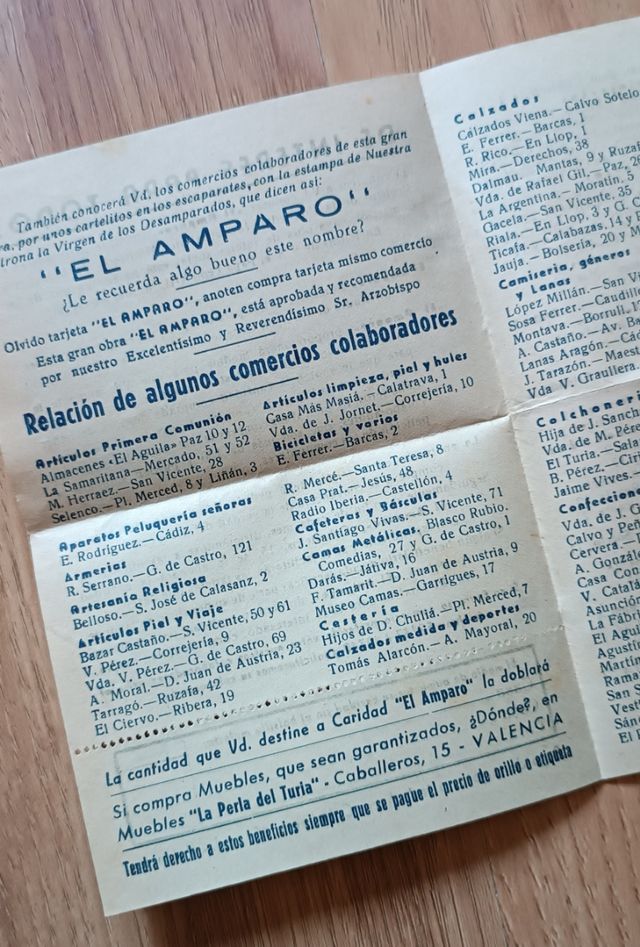 También conocerá Vd. los comercios colaboradores de esta gran
por unos cartelitos en los escaparates, con la estampa de Nuestra
trona la Virgen de los Desamparados, que dicen así:
"EL AMPARO"
¿Le recuerda algo bueno este nombre?
Olvido tarjeta "EL AMPARO", anoten compra tarjeta mismo comercio
Esta gran obra "EL AMPARO", está aprobada y recomendada
por nuestro Excelentísimo y Reverendísimo Sr. Arzobispo
Relación de algunos comercios colaboradores
Artículos Primera Comunión
Almacenes «El Aguila» Paz 10 y 12
La Samaritana—Mercado, 51 y 52
M. Herraez.—San Vicente, 28
Selenco.—Pl. Merced, 8 y Liñán, 3
Aparatos Peluquería señoras
E. Rodríguez.—Cádiz, 4
Armerías
R. Serrano.—G. de Castro, 121
Artesanía Religiosa
Belloso.—S. José de Calasanz, 2
Artículos Piel y Viaje
Bazar Castaño.—S. Vicente, 50 y 61
V. Pérez.—Correjería, 9
Vda. V. Pérez.—G. de Castro, 69
A. Moral.—D. Juan de Austria, 23
Tarragó.—Ruzafa, 42
El Ciervo.—Ribera, 19
Artículos limpieza, piel y hules
Casa Más Masiá.—Calatrava, 1
Vda. de J. Jornet.—Correjería, 10
Bicicletas y varios
E. Ferrer.—Barcas, 2
R. Mercé.—Santa Teresa, 8
Casa Prat.—Jesús, 48
Radio Iberia.—Castellón, 4
Cafeteras y Básculas
J. Santiago Vivas.—S. Vicente, 71
Camas Metálicas. Blasco Rubio.
Comedias, 27 y G. de Castro, 1
Darás.—Játiva, 16
F. Tamarit.—D. Juan de Austria, 9
Museo Camas.—Garrigues, 17
Cestería
Hijos de D. Chuliá.—Pl. Merced, 7
Calzados medida y deportes
Tomás Alarcón.—A. Mayoral, 20
La cantidad que Vd. destine a Caridad "El Amparo" la doblará
Si compra Muebles, que sean garantizados, ¿Dónde?, en
Muebles "La Perla del Turia" - Caballeros, 15 - VALENCIA
Tendrá derecho a estos beneficios siempre que se pague el precio de orillo o etiqueta
Calzados
Cálzados Viena.—Calvo Sotelo
E. Ferrer.—Barcas, 1
R. Rico.—En Llop, 1
Mira.—Derechos, 38
Dalmau. Mantas, 9 y Ruzafa
Vda. de Rafael Gil.—Paz, 2
La Argentina.—Moratín, 5
Gacela.—San Vicente, 35
Riala.—En Llop, 3 y G.
Ticafa.—Calabazas, 14 y
Jauja.—Bolsería, 20 y M
Camisería, géneros
y Lanas
López Millán.—San V
Sosa Ferrer.—Caudillo
Montava.—Borrull, 1
A. Castaño.—Av. Ba
Lanas Aragón.—Các
J. Tarazón.—Maest
Vda V. Graullera
Colchoner
Hija de J. Sanch
Vda. de M. Pére
El Turia.—Salz
B. Pérez.—Ciri
Jaime Vives.—
Confeccion
Vda. de J. G
Calvo y Pé
Cervera.—
A. Gonzál
Casa Con
V. Catalá
Asunció
La Fábri
El Agui
Agustí
Martín
Rama
San
Vest
Sán
El